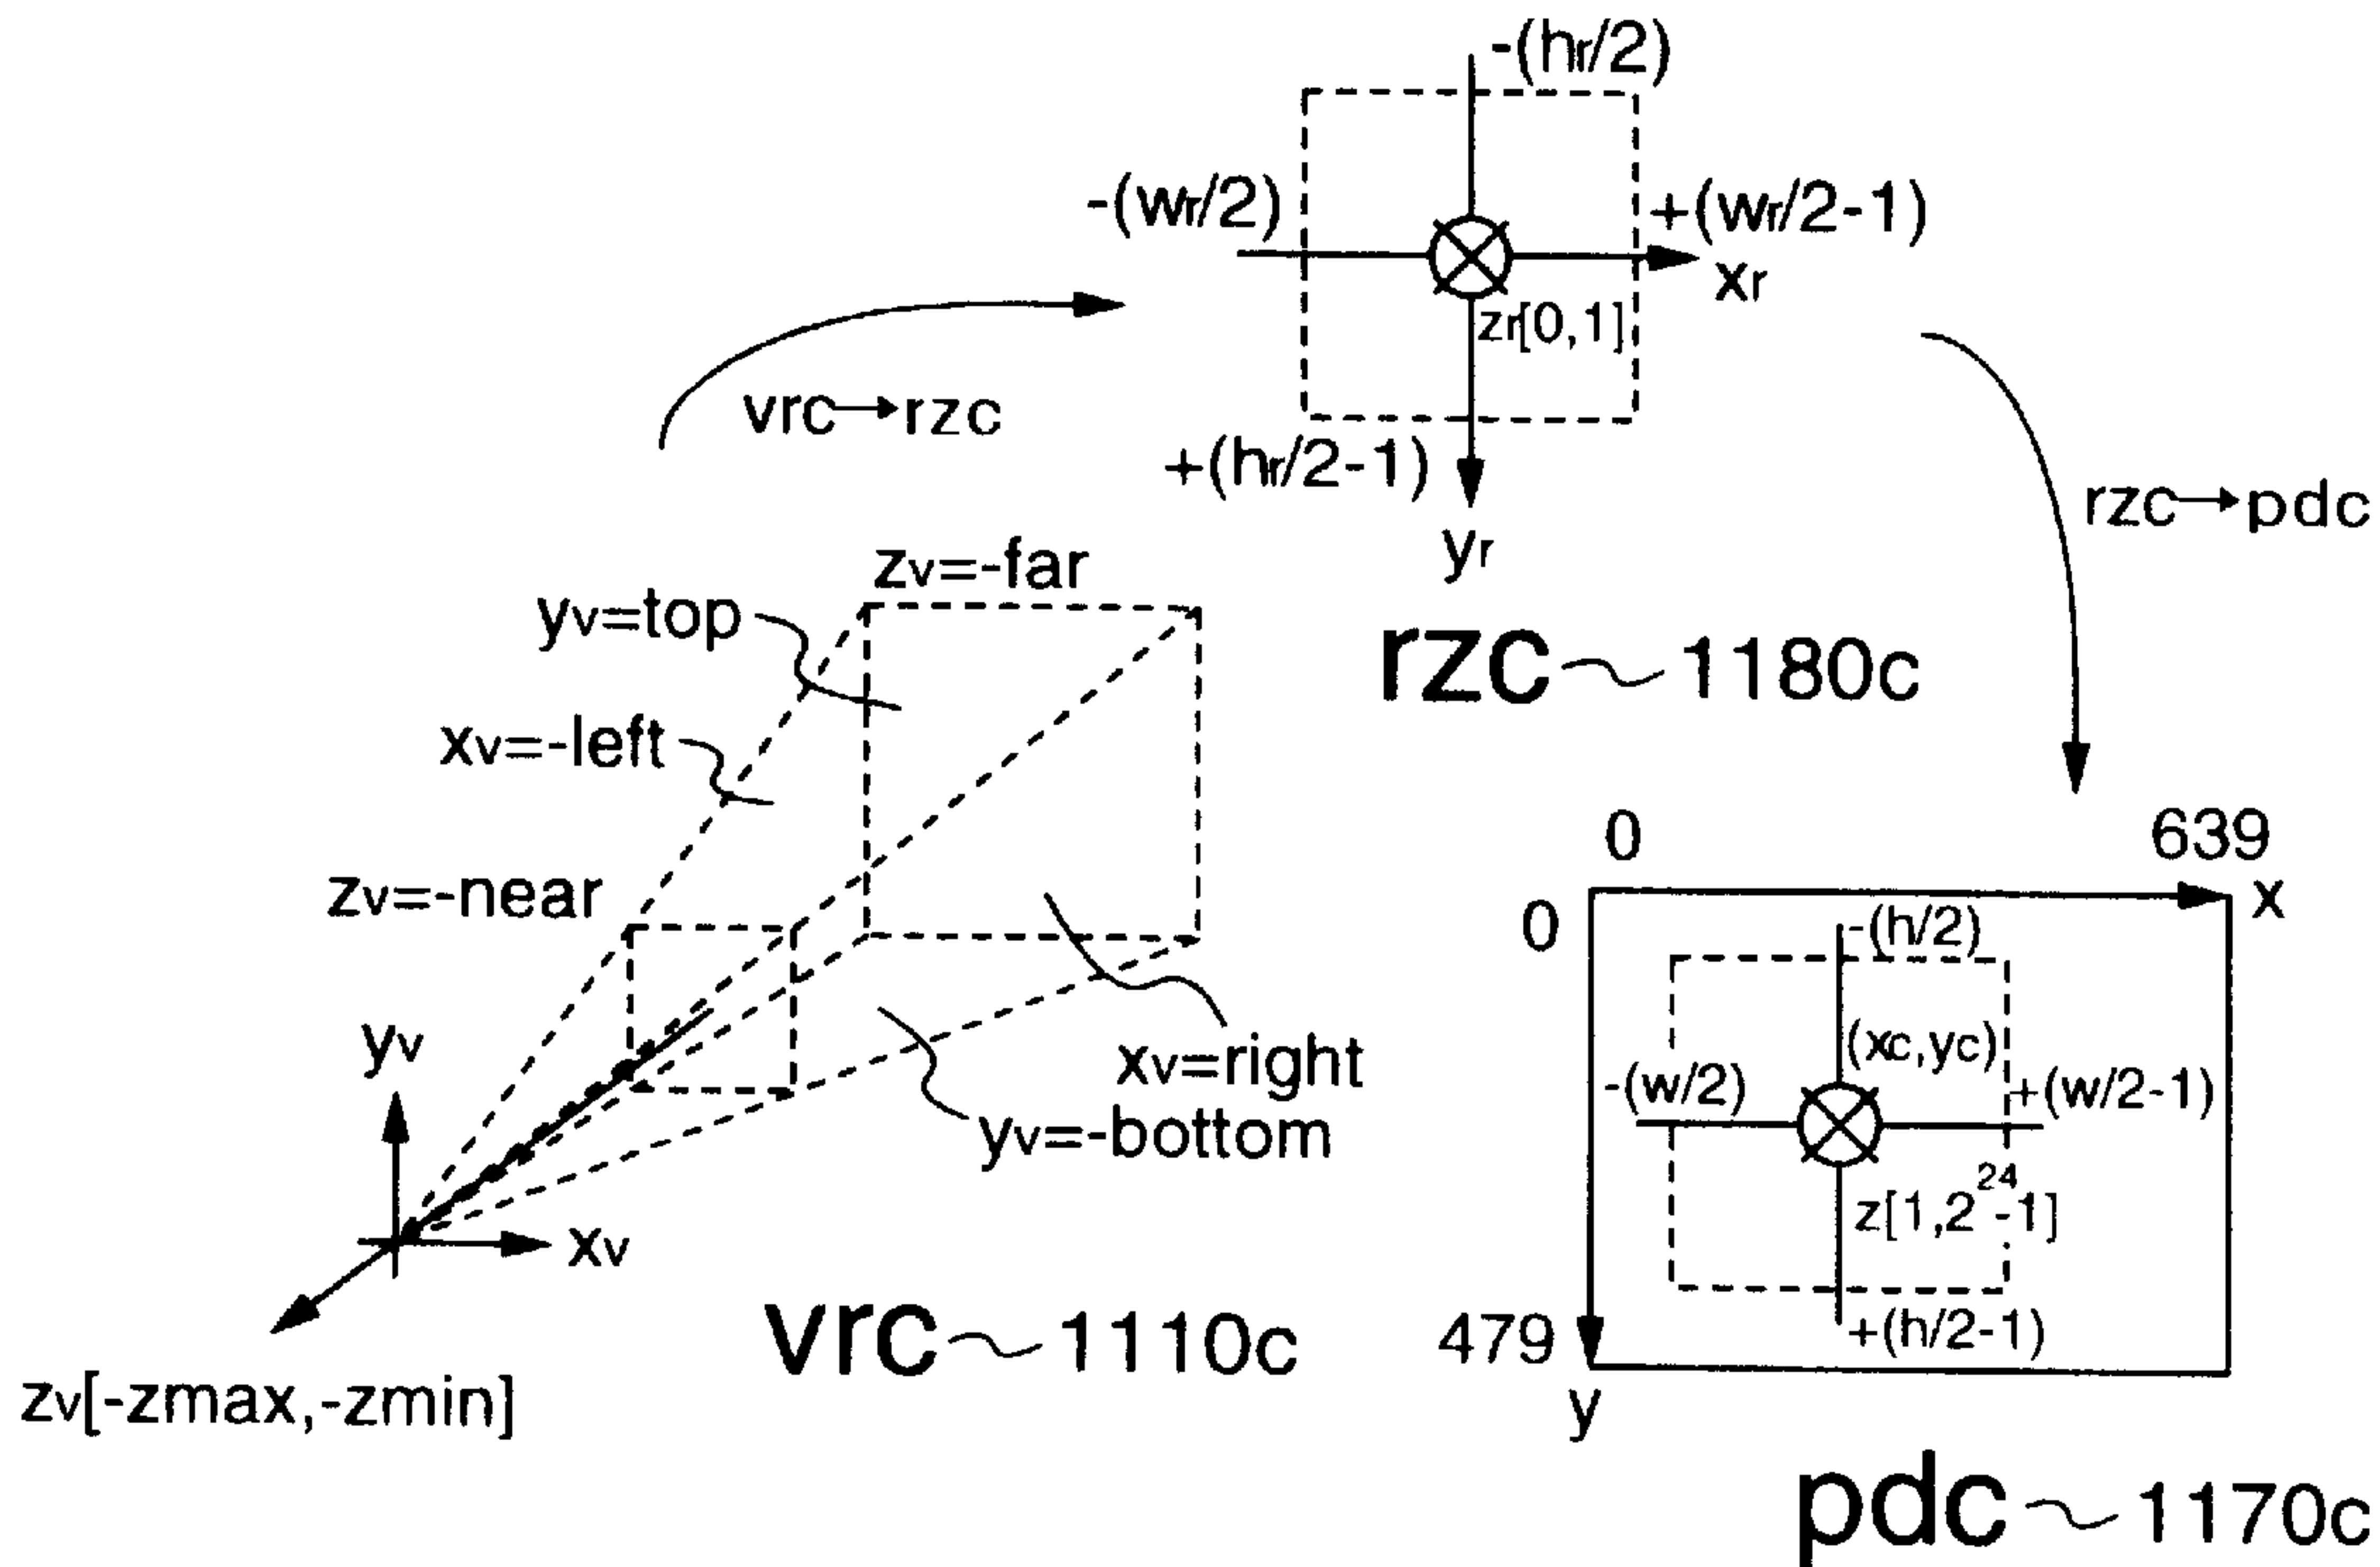 -(hr/2)
-(wr/2)
+(wr/2-1)
xr
zr[0,1]
vrc→rzc
+(hr/2-1)
yr
rzc→pdc
rzc~1180c
zv=-far
yv=top
xv=-left
zv=-near
xv=right
yv=-bottom
yv
xv
zv[-zmax,-zmin]
vrc~1110c
0
639
x
0
-(h/2)
(xc,yc)
-(w/2)
+(w/2-1)
z[1,2²⁴-1]
+(h/2-1)
479
y
pdc~1170c